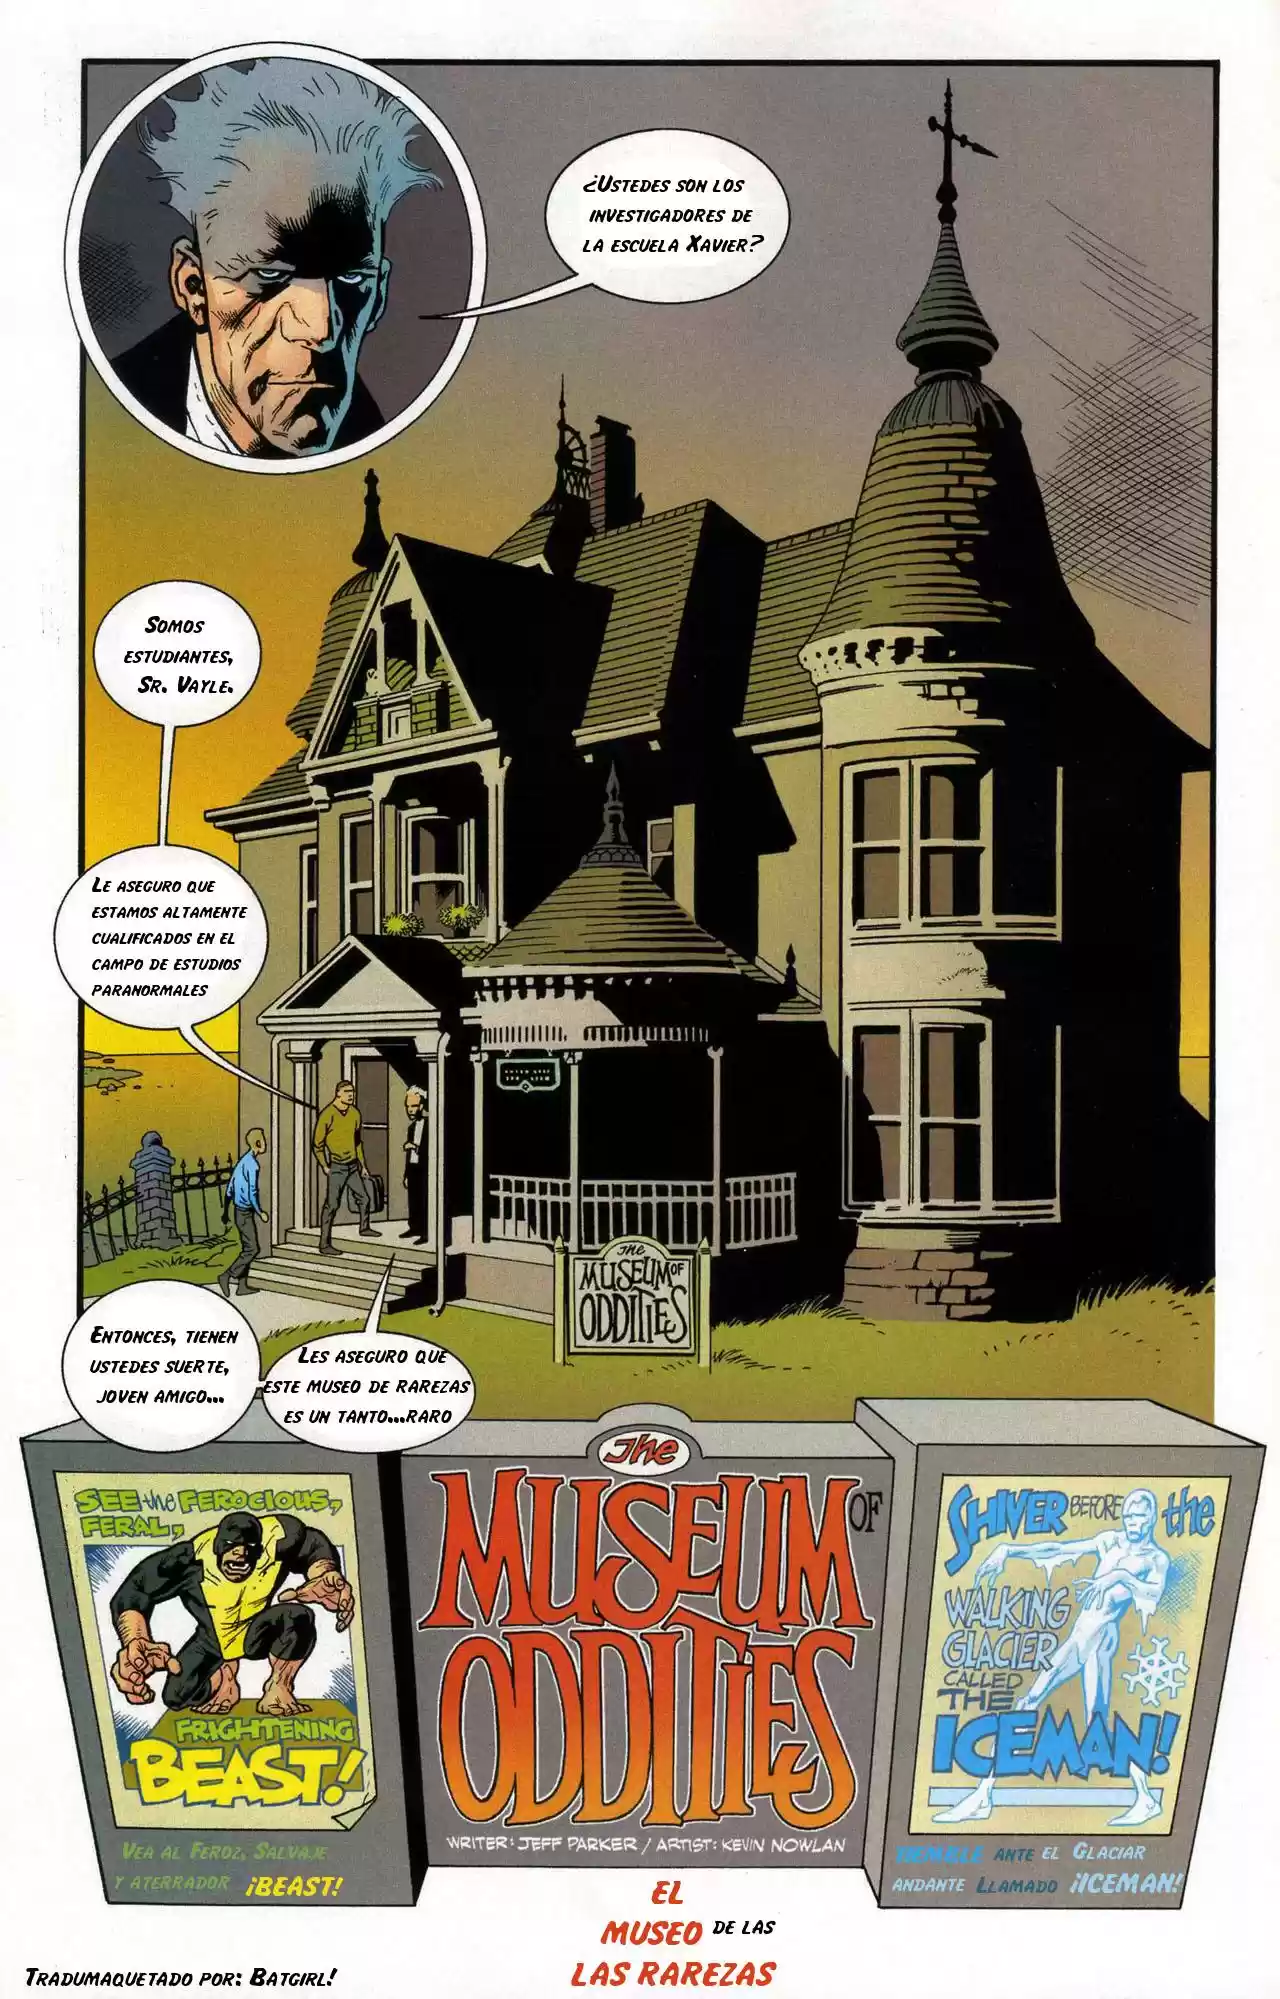 ¿Ustedes son los
investigadores de
la escuela Xavier?
Somos
estudiantes,
Sr. Vayle.
Le aseguro que
estamos altamente
cualificados en el
campo de estudios
paranormales
The
MUSEUM OF
ODDITIES
Entonces, tienen
ustedes suerte,
joven amigo...
Les aseguro que
este museo de rarezas
es un tanto...raro
SEE the FEROCIOUS,
FERAL,
FRIGHTENING
BEAST!
Vea al Feroz, Salvaje
y aterrador ¡BEAST!
The
MUSEUM OF
ODDITIES
WRITER: JEFF PARKER / ARTIST: KEVIN NOWLAN
SHIVER BEFORE the
WALKING
GLACIER
CALLED
THE
ICEMAN!
TIEMBLE ante el Glaciar
andante Llamado ¡ICEMAN!
EL
MUSEO DE LAS
LAS RAREZAS
Tradumaquetado por: Batgirl!